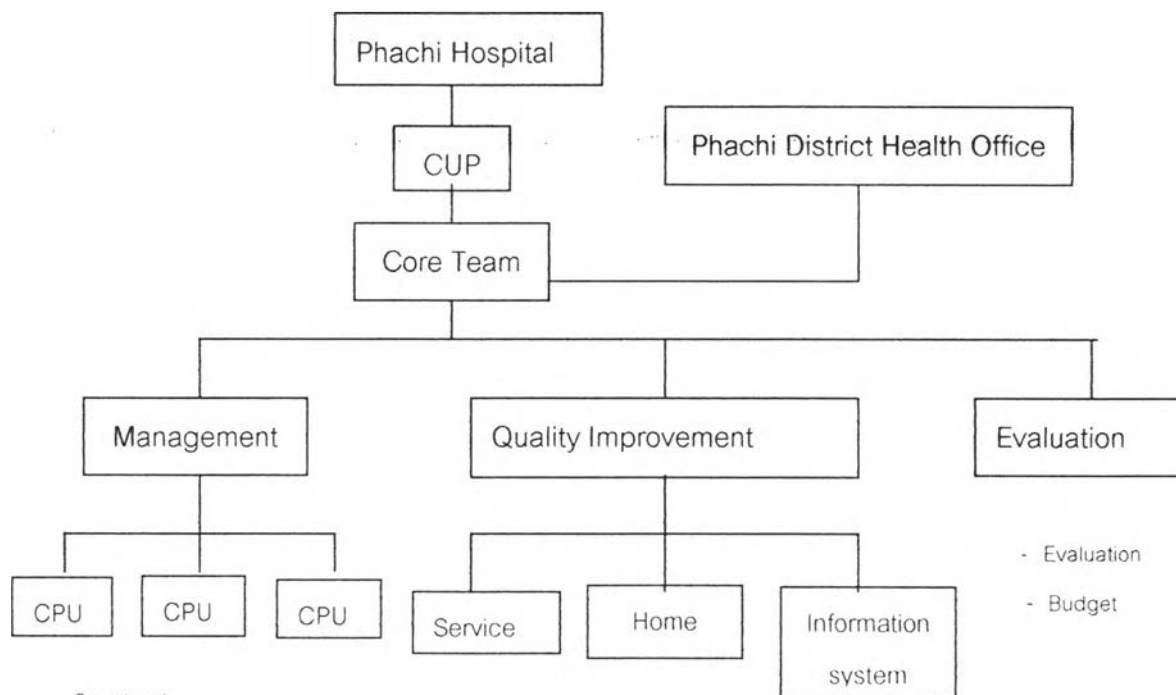 Phachi Hospital
CUP
Phachi District Health Office
Core Team
Management
Quality Improvement
Evaluation
CPU
CPU
CPU
Service
Home
Information
system
- Evaluation
- Budget